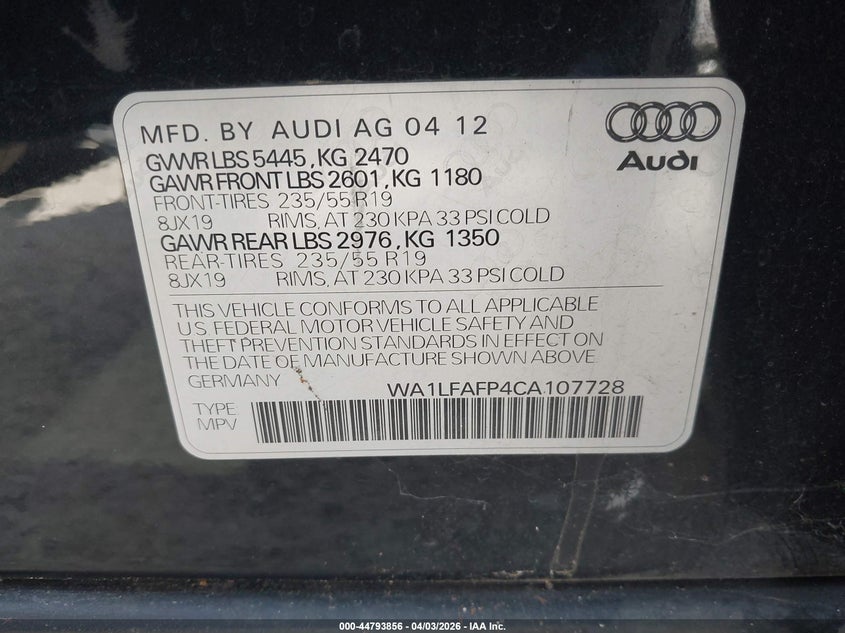 MFD. BY AUDI AG 04 12
GWWR LBS 5445, KG 2470
GAWR FRONT LBS 2601, KG 1180
FRONT-TIRES 235/55 R19
8JX19 RIMS, AT 230 KPA 33 PSI COLD
GAWR REAR LBS 2976, KG 1350
REAR-TIRES 235/55 R19
8JX19 RIMS, AT 230 KPA 33 PSI COLD
Audi
THIS VEHICLE CONFORMS TO ALL APPLICABLE
U.S. FEDERAL MOTOR VEHICLE SAFETY AND
THEFT PREVENTION STANDARDS IN EFFECT ON
THE DATE OF MANUFACTURE SHOWN ABOVE.
GERMANY WA1LFAFP4CA107728
TYPE
MPV
000-44793856 - 04/03/2026 - IAA Inc.